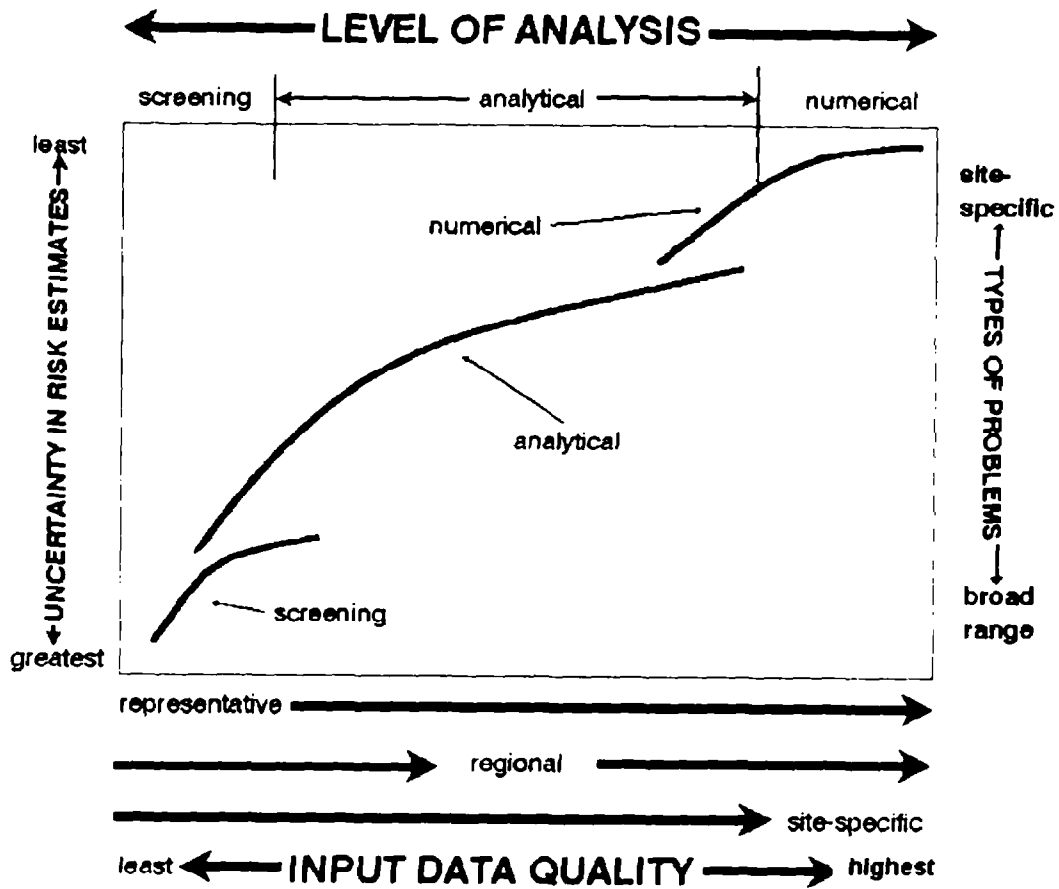 LEVEL OF ANALYSIS
screening analytical numerical
least
UNCERTAINTY IN RISK ESTIMATES
greatest
numerical
analytical
screening
site-
specific
TYPES OF PROBLEMS
broad
range
representative
regional
site-specific
least INPUT DATA QUALITY highest